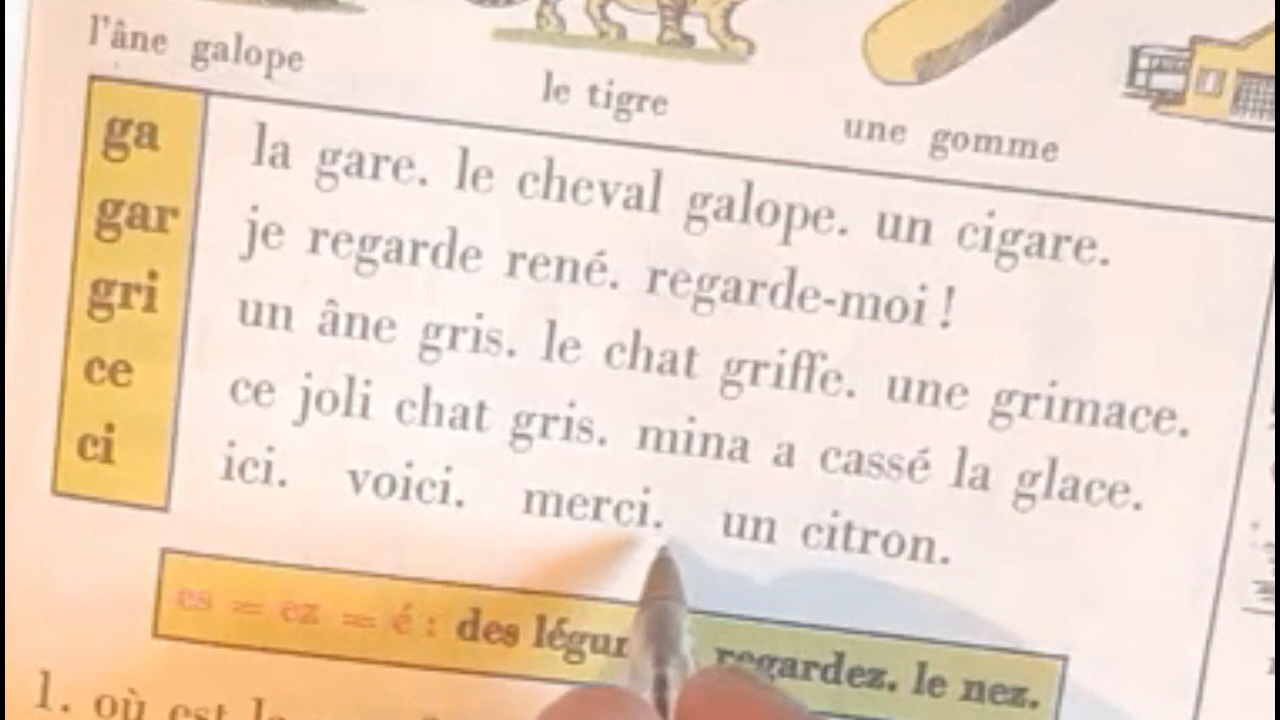 l'âne galope
le tigre
une gomme
ga
gar
gri
ce
ci
la gare. le cheval galope. un cigare.
je regarde rené. regarde-moi !
un âne gris. le chat griffe. une grimace.
ce joli chat gris. mina a cassé la glace.
ici. voici. merci. un citron.
es = ez = é : des regardez. le nez.
1. où est